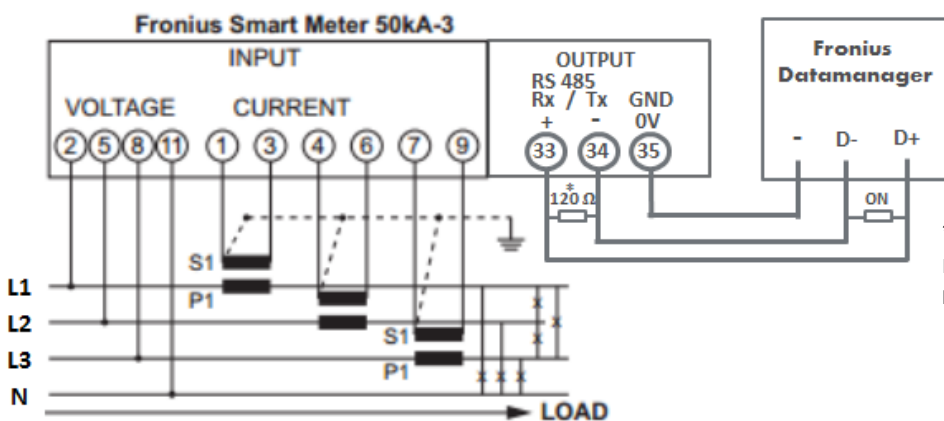 Fronius Smart Meter 50kA-3
INPUT
VOLTAGE CURRENT
2 5 8 11 1 3 4 6 7 9
OUTPUT
RS 485
Rx / Tx GND
+ - 0V
33 34 35
Fronius
Datamanager
- D- D+
*
120 Ω
ON
S1
P1
S1
P1
L1
L2
L3
N
LOAD